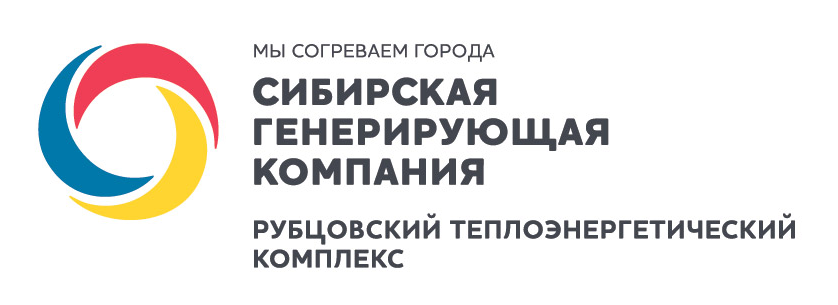 МЫ СОГРЕВАЕМ ГОРОДА
СИБИРСКАЯ
ГЕНЕРИРУЮЩАЯ
КОМПАНИЯ
РУБЦОВСКИЙ ТЕПЛОЭНЕРГЕТИЧЕСКИЙ
КОМПЛЕКС